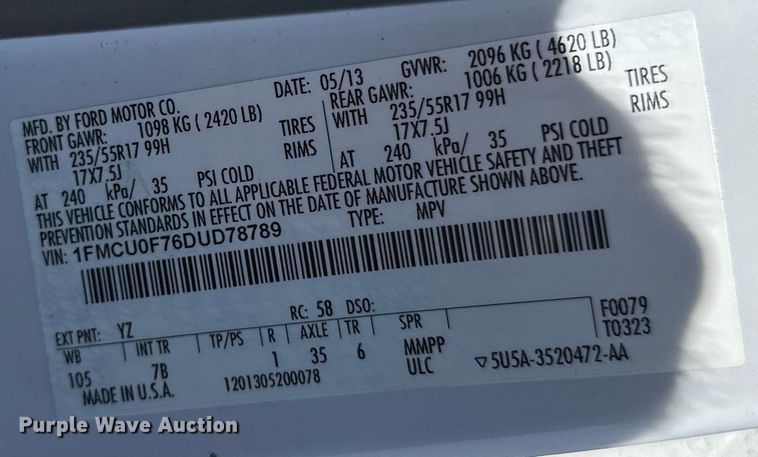 MFD. BY FORD MOTOR CO. DATE: 05/13 GVWR: 2096 KG ( 4620 LB)
FRONT GAWR: 1098 KG ( 2420 LB) REAR GAWR: 1006 KG ( 2218 LB)
WITH 235/55R17 99H TIRES WITH 235/55R17 99H TIRES
17X7.5J RIMS 17X7.5J RIMS
AT 240 kPa/ 35 PSI COLD AT 240 kPa/ 35 PSI COLD
THIS VEHICLE CONFORMS TO ALL APPLICABLE FEDERAL MOTOR VEHICLE SAFETY AND THEFT
PREVENTION STANDARDS IN EFFECT ON THE DATE OF MANUFACTURE SHOWN ABOVE.
VIN: 1FMCU0F76DUD78789 TYPE: MPV
EXT PNT: YZ RC: 58 DSO: F0079
WB INT TR TP/PS R AXLE TR SPR T0323
105 7B 1 35 6 MMPP
ULC ▽5U5A-3520472-AA
MADE IN U.S.A. 1201305200078
Purple Wave Auction